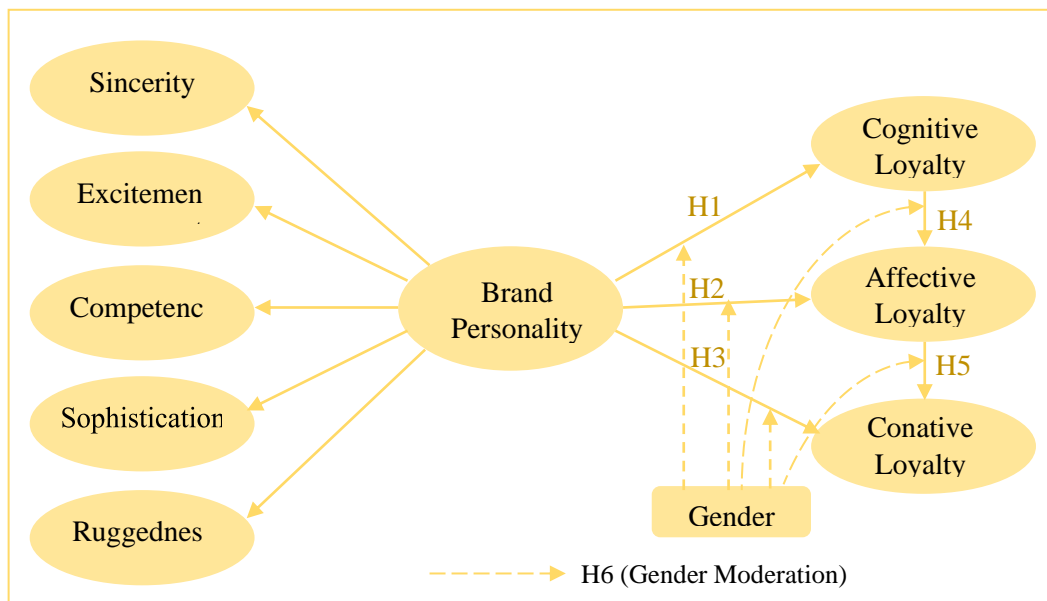 Sincerity
Excitemen
Competenc
Sophistication
Ruggednes
Brand
Personality
H1
H2
H3
Cognitive
Loyalty
H4
Affective
Loyalty
H5
Conative
Loyalty
Gender
H6 (Gender Moderation)